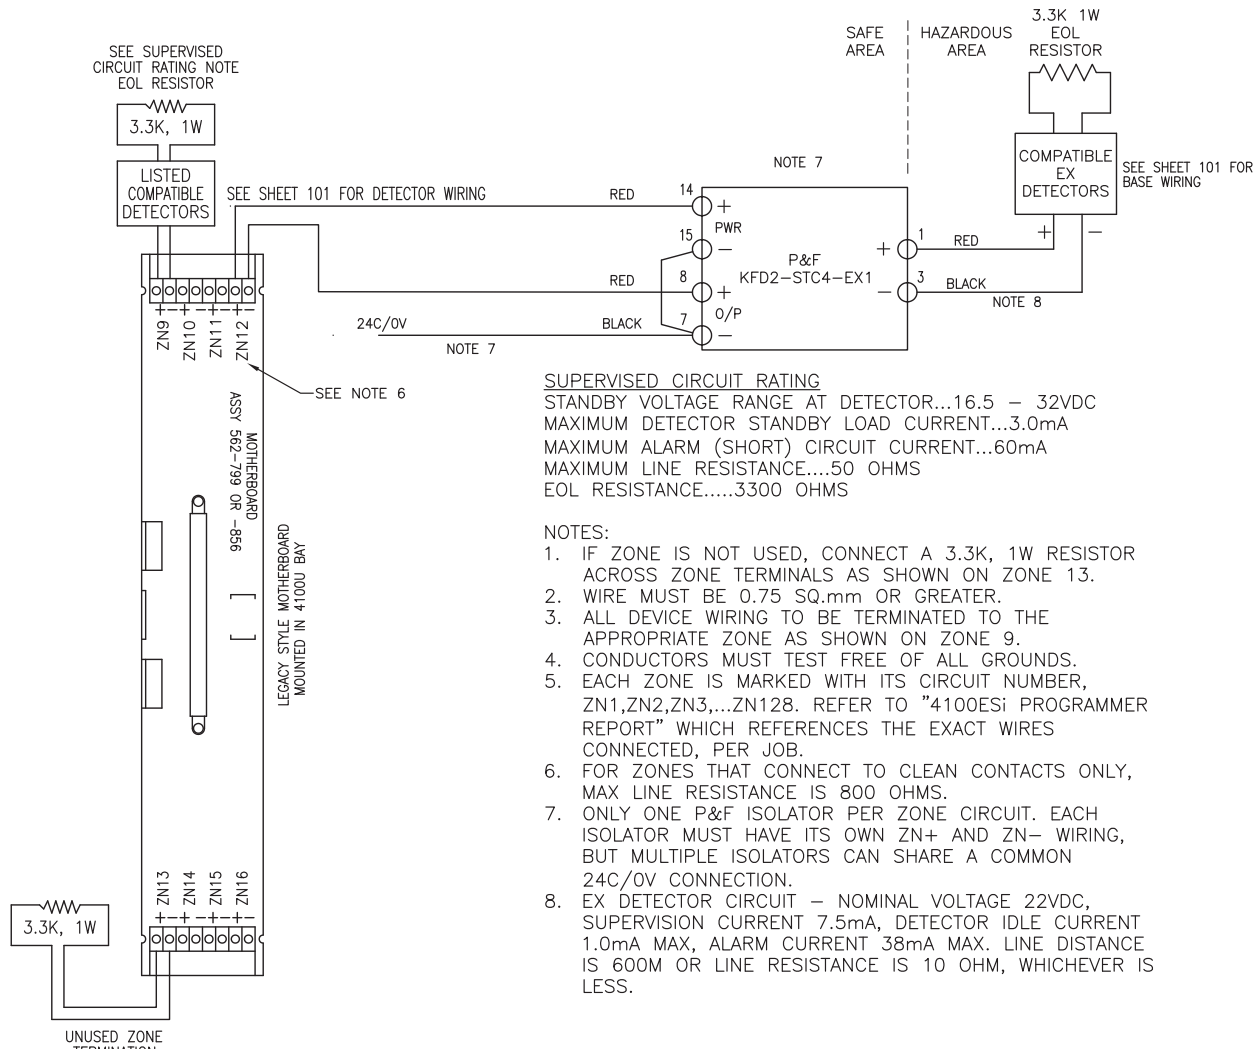 SEE SUPERVISED
CIRCUIT RATING NOTE
EOL RESISTOR
3.3K, 1W
LISTED
COMPATIBLE
DETECTORS
SEE SHEET 101 FOR DETECTOR WIRING
SAFE
AREA
HAZARDOUS
AREA
3.3K 1W
EOL
RESISTOR
COMPATIBLE
EX
DETECTORS
SEE SHEET 101 FOR
BASE WIRING
NOTE 7
RED
14
+
PWR
15
−
RED
8
+
O/P
7
−
24C/0V
BLACK
NOTE 7
P&F
KFD2−STC4−EX1
+
1
RED
−
3
BLACK
NOTE 8
+ −
+ − + − − + + −
ZN9
ZN10
ZN11
ZN12
SEE NOTE 6
MOTHERBOARD
ASSY 562−799 OR −856
LEGACY STYLE MOTHERBOARD
MOUNTED IN 4100U BAY
ZN13
ZN14
ZN15
ZN16
+ − + − − + + −
3.3K, 1W
UNUSED ZONE
TERMINATION
SUPERVISED CIRCUIT RATING
STANDBY VOLTAGE RANGE AT DETECTOR...16.5 − 32VDC
MAXIMUM DETECTOR STANDBY LOAD CURRENT...3.0mA
MAXIMUM ALARM (SHORT) CIRCUIT CURRENT...60mA
MAXIMUM LINE RESISTANCE....50 OHMS
EOL RESISTANCE.....3300 OHMS
NOTES:
1. IF ZONE IS NOT USED, CONNECT A 3.3K, 1W RESISTOR
ACROSS ZONE TERMINALS AS SHOWN ON ZONE 13.
2. WIRE MUST BE 0.75 SQ.mm OR GREATER.
3. ALL DEVICE WIRING TO BE TERMINATED TO THE
APPROPRIATE ZONE AS SHOWN ON ZONE 9.
4. CONDUCTORS MUST TEST FREE OF ALL GROUNDS.
5. EACH ZONE IS MARKED WITH ITS CIRCUIT NUMBER,
ZN1,ZN2,ZN3,...ZN128. REFER TO "4100ESi PROGRAMMER
REPORT" WHICH REFERENCES THE EXACT WIRES
CONNECTED, PER JOB.
6. FOR ZONES THAT CONNECT TO CLEAN CONTACTS ONLY,
MAX LINE RESISTANCE IS 800 OHMS.
7. ONLY ONE P&F ISOLATOR PER ZONE CIRCUIT. EACH
ISOLATOR MUST HAVE ITS OWN ZN+ AND ZN− WIRING,
BUT MULTIPLE ISOLATORS CAN SHARE A COMMON
24C/0V CONNECTION.
8. EX DETECTOR CIRCUIT − NOMINAL VOLTAGE 22VDC,
SUPERVISION CURRENT 7.5mA, DETECTOR IDLE CURRENT
1.0mA MAX, ALARM CURRENT 38mA MAX. LINE DISTANCE
IS 600M OR LINE RESISTANCE IS 10 OHM, WHICHEVER IS
LESS.